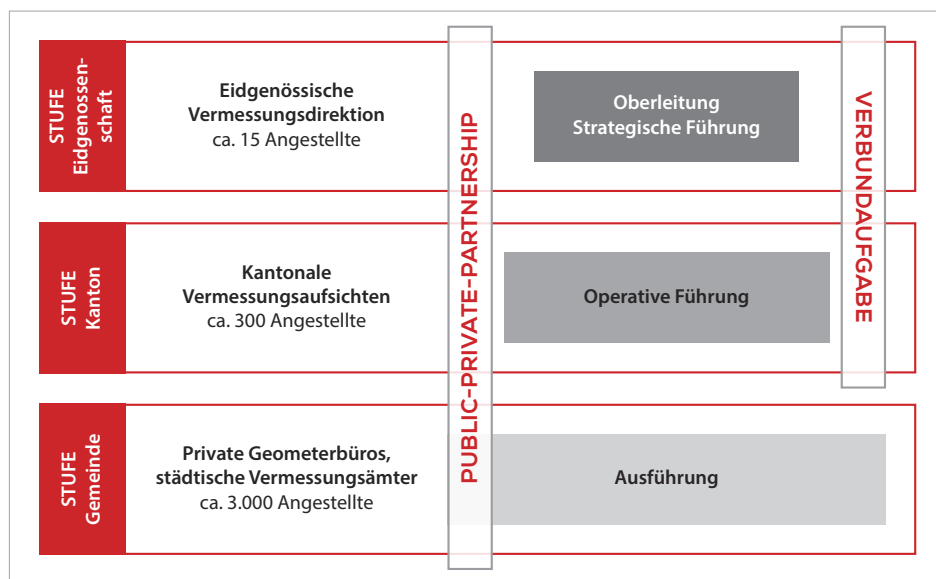 STUFE
Eidgenossen-
schaft
Eidgenössische
Vermessungsdirektion
ca. 15 Angestellte
Oberleitung
Strategische Führung
STUFE
Kanton
Kantonale
Vermessungsaufsichten
ca. 300 Angestellte
Operative Führung
STUFE
Gemeinde
Private Geometerbüros,
städtische Vermessungsämter
ca. 3.000 Angestellte
Ausführung
PUBLIC-PRIVATE-PARTNERSHIP
VERBUNDAUFGABE